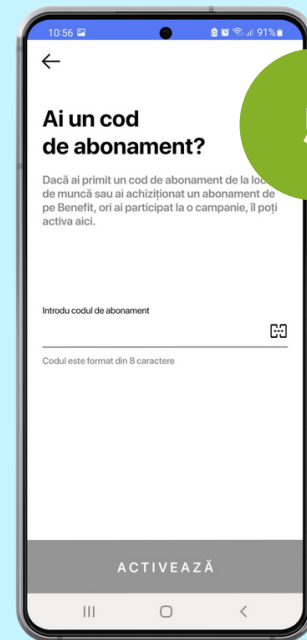 10:56
91%
Ai un cod
de abonament?
Dacă ai primit un cod de abonament de la
de muncă sau ai achiziționat un abonament de
pe Benefit, ori ai participat la o campanie, îl poți
activa aici.
Introdu codul de abonament
Codul este format din 8 caractere
ACTIVEAZĂ